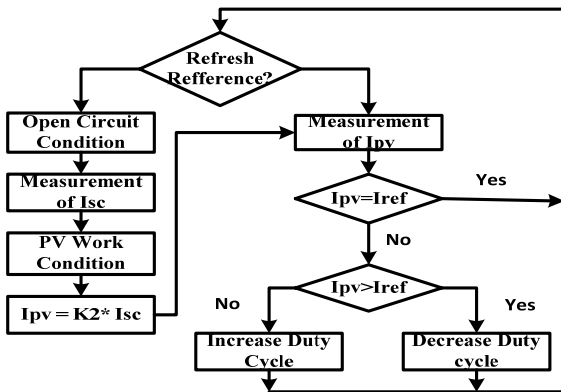 Refresh
Refference?
Open Circuit
Condition
Measurement
of Isc
PV Work
Condition
Ipv = K2* Isc
Measurement
of Ipv
Ipv=Iref
Yes
No
Ipv>Iref
No
Yes
Increase Duty
Cycle
Decrease Duty
cycle